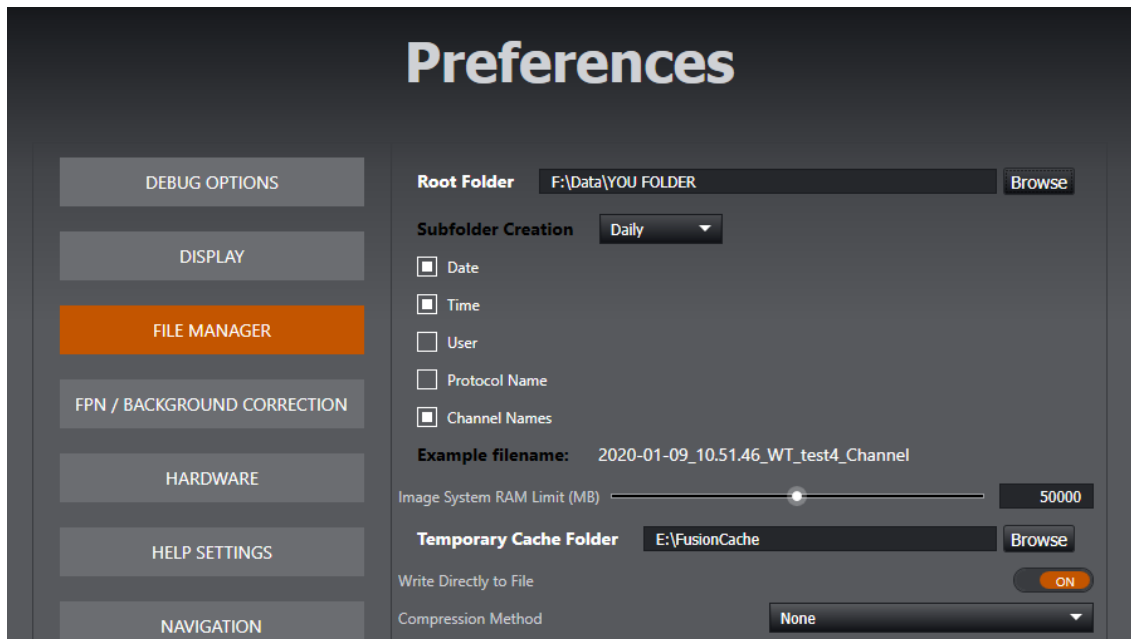 Preferences
DEBUG OPTIONS
DISPLAY
FILE MANAGER
FPN / BACKGROUND CORRECTION
HARDWARE
HELP SETTINGS
NAVIGATION
Root Folder F:\Data\YOU FOLDER Browse
Subfolder Creation Daily
Date
Time
User
Protocol Name
Channel Names
Example filename: 2020-01-09_10.51.46_WT_test4_Channel
Image System RAM Limit (MB) 50000
Temporary Cache Folder E:\FusionCache Browse
Write Directly to File ON
Compression Method None